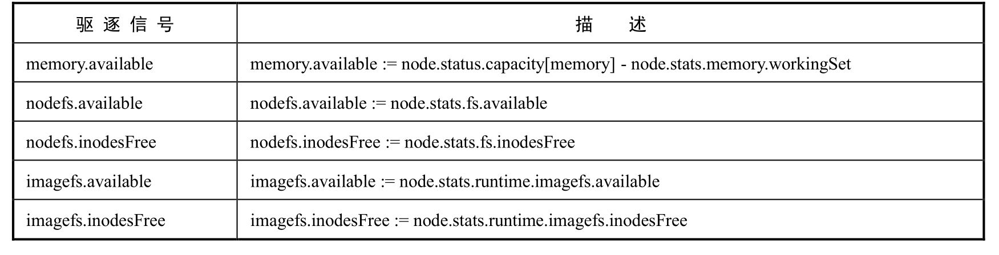 驱逐信号 描述
memory.available memory.available := node.status.capacity[memory] - node.stats.memory.workingSet
nodefs.available nodefs.available := node.stats.fs.available
nodefs.inodesFree nodefs.inodesFree := node.stats.fs.inodesFree
imagefs.available imagefs.available := node.stats.runtime.imagefs.available
imagefs.inodesFree imagefs.inodesFree := node.stats.runtime.imagefs.inodesFree